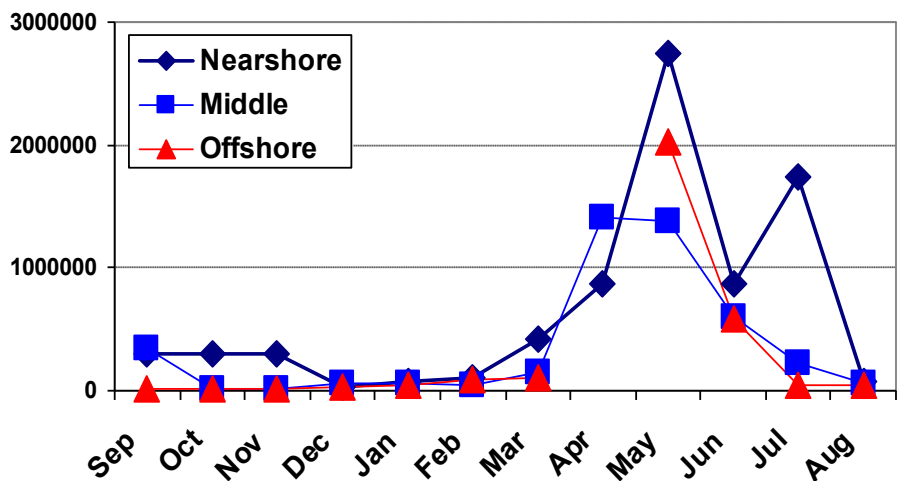 3000000
2000000
1000000
0
Nearshore
Middle
Offshore
Sep Oct Nov Dec Jan Feb Mar Apr May Jun Jul Aug